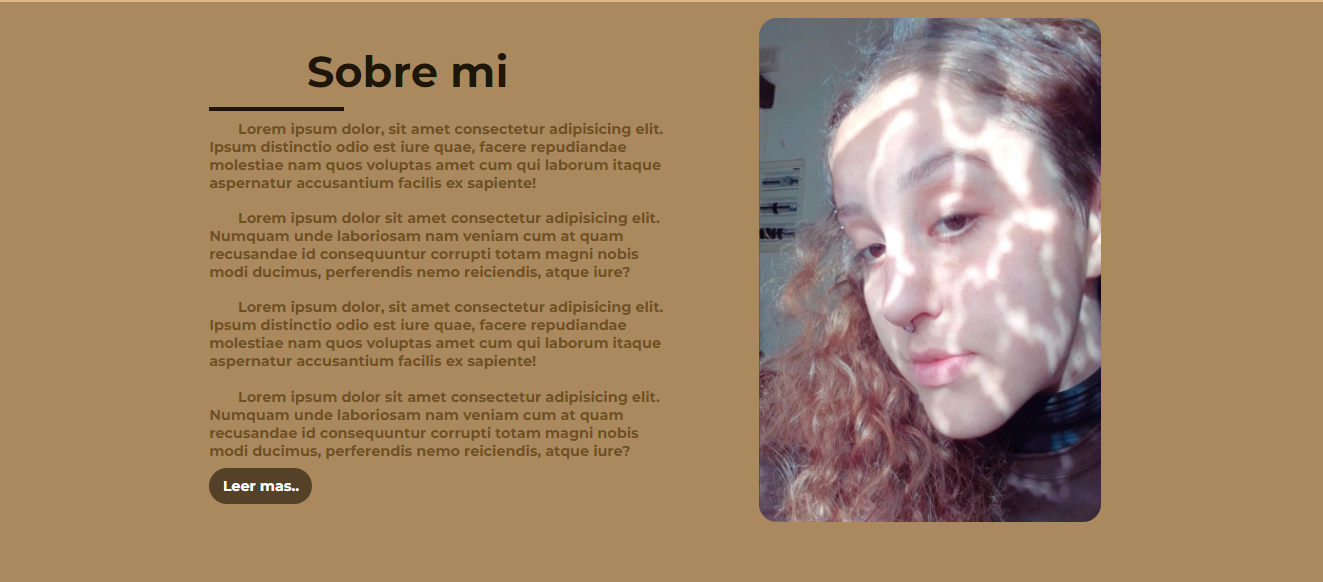 Sobre mi
Lorem ipsum dolor, sit amet consectetur adipisicing elit.
Ipsum distinctio odio est iure quae, facere repudiandae
molestiae nam quos voluptas amet cum qui laborum itaque
aspernatur accusantium facilis ex sapiente!
Lorem ipsum dolor sit amet consectetur adipisicing elit.
Numquam unde laboriosam nam veniam cum at quam
recusandae id consequuntur corrupti totam magni nobis
modi ducimus, perferendis nemo reiciendis, atque iure?
Lorem ipsum dolor, sit amet consectetur adipisicing elit.
Ipsum distinctio odio est iure quae, facere repudiandae
molestiae nam quos voluptas amet cum qui laborum itaque
aspernatur accusantium facilis ex sapiente!
Lorem ipsum dolor sit amet consectetur adipisicing elit.
Numquam unde laboriosam nam veniam cum at quam
recusandae id consequuntur corrupti totam magni nobis
modi ducimus, perferendis nemo reiciendis, atque iure?
Leer mas..